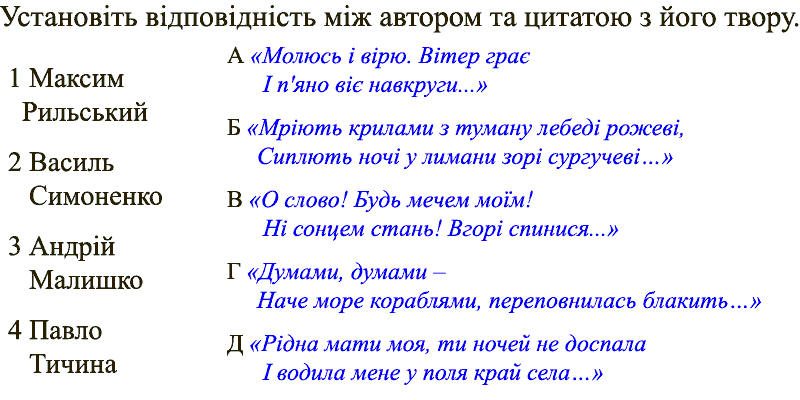 Установіть відповідність між автором та цитатою з його твору.
1 Максим
Рильський
2 Василь
Симоненко
3 Андрій
Малишко
4 Павло
Тичина
А «Молюсь і вірю. Вітер грає
І п'яно віє навкруги...»
Б «Мріють крилами з туману лебеді рожеві,
Сиплють ночі у лимани зорі сургучеві…»
В «О слово! Будь мечем моїм!
Ні сонцем стань! Вгорі спинися...»
Г «Думами, думами –
Наче море кораблями, переповнилась блакить…»
Д «Рідна мати моя, ти ночей не доспала
І водила мене у поля край села…»